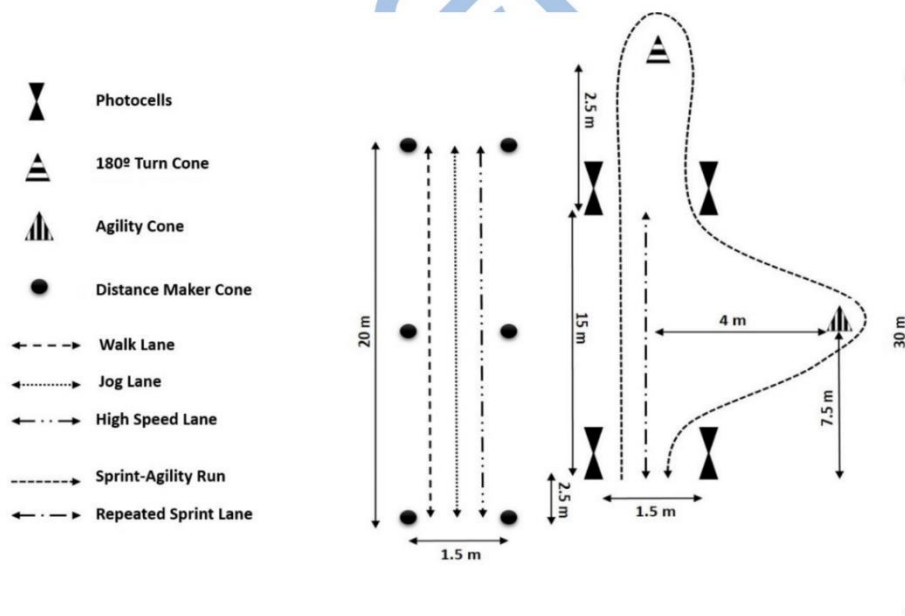 Photocells
180º Turn Cone
Agility Cone
Distance Maker Cone
Walk Lane
Jog Lane
High Speed Lane
Sprint-Agility Run
Repeated Sprint Lane
20 m
1.5 m
2.5 m
2.5 m
15 m
4 m
7.5 m
1.5 m
30 m